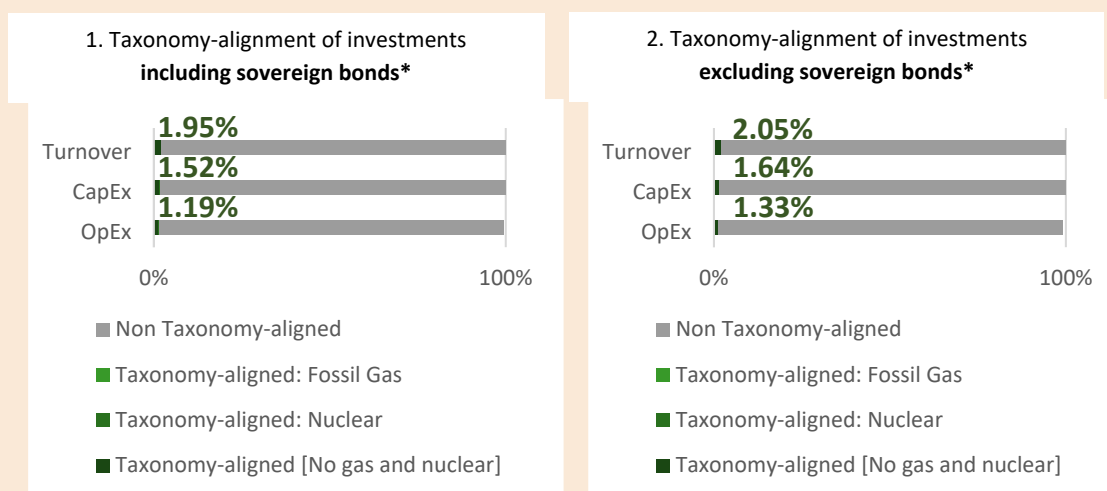 1. Taxonomy-alignment of investments
including sovereign bonds*
1.95%
Turnover
1.52%
CapEx
1.19%
OpEx
0%
100%
Non Taxonomy-aligned
Taxonomy-aligned: Fossil Gas
Taxonomy-aligned: Nuclear
Taxonomy-aligned [No gas and nuclear]
2. Taxonomy-alignment of investments
excluding sovereign bonds*
2.05%
Turnover
1.64%
CapEx
1.33%
OpEx
0%
100%
Non Taxonomy-aligned
Taxonomy-aligned: Fossil Gas
Taxonomy-aligned: Nuclear
Taxonomy-aligned [No gas and nuclear]